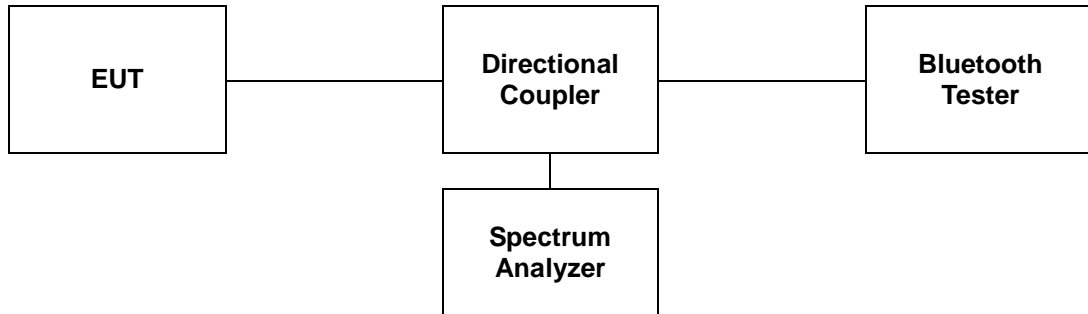 EUT
Directional
Coupler
Bluetooth
Tester
Spectrum
Analyzer